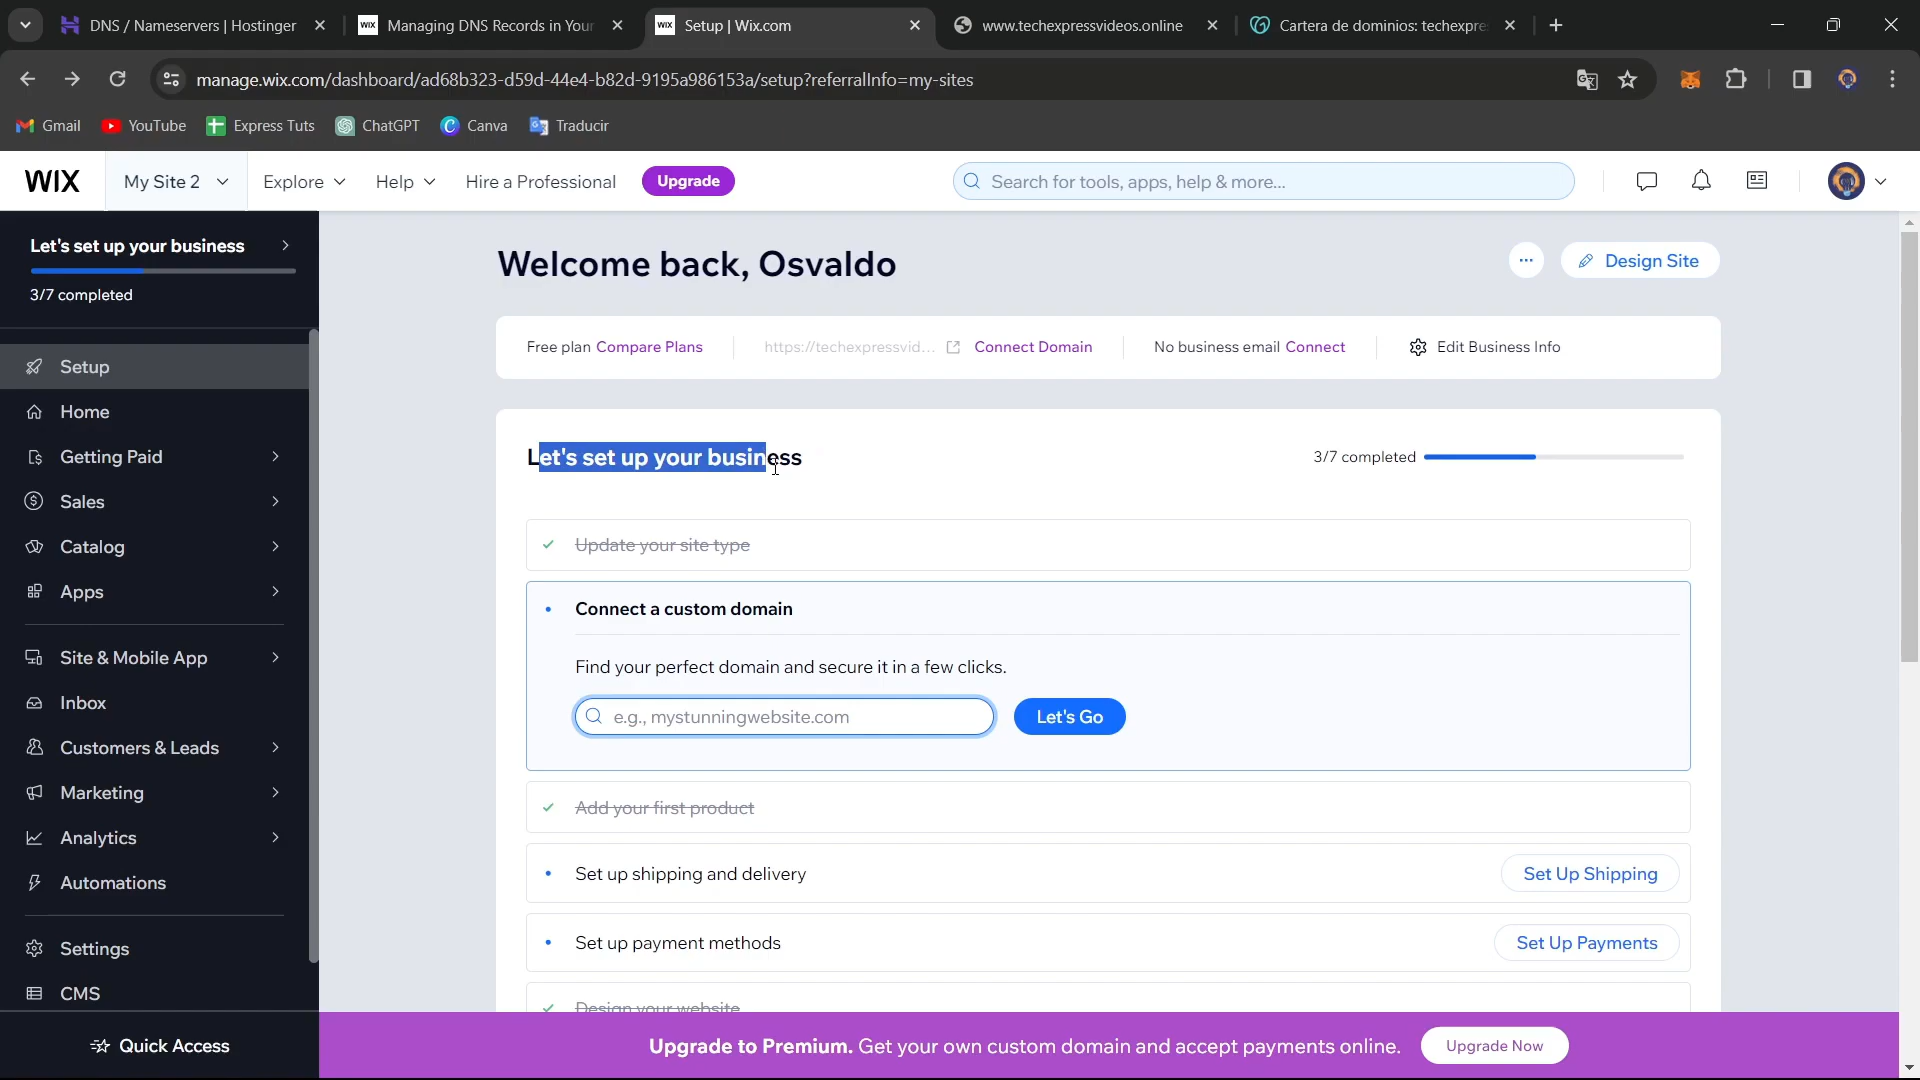 DNS / Nameservers | Hostinger
Managing DNS Records in Your
WIX
Setup | Wix.com
www.techexpressvideos.online
Cartera de dominios: techexpre
manage.wix.com/dashboard/ad68b323-d59d-44e4-b82d-9195a986153a/setup?referralInfo=my-sites
Gmail
YouTube
Express Tuts
ChatGPT
Canva
Traducir
WIX
My Site 2
Explore
Help
Hire a Professional
Upgrade
Search for tools, apps, help & more...
Let's set up your business
3/7 completed
Setup
Home
Getting Paid
Sales
Catalog
Apps
Site & Mobile App
Inbox
Customers & Leads
Marketing
Analytics
Automations
Settings
CMS
Quick Access
Welcome back, Osvaldo
Design Site
Free plan Compare Plans
https://techexpressvid...
Connect Domain
No business email Connect
Edit Business Info
Let's set up your business
3/7 completed
Update your site type
Connect a custom domain
Find your perfect domain and secure it in a few clicks.
e.g., mystunningwebsite.com
Let's Go
Add your first product
Set up shipping and delivery
Set Up Shipping
Set up payment methods
Set Up Payments
Design your website
Upgrade to Premium. Get your own custom domain and accept payments online.
Upgrade Now